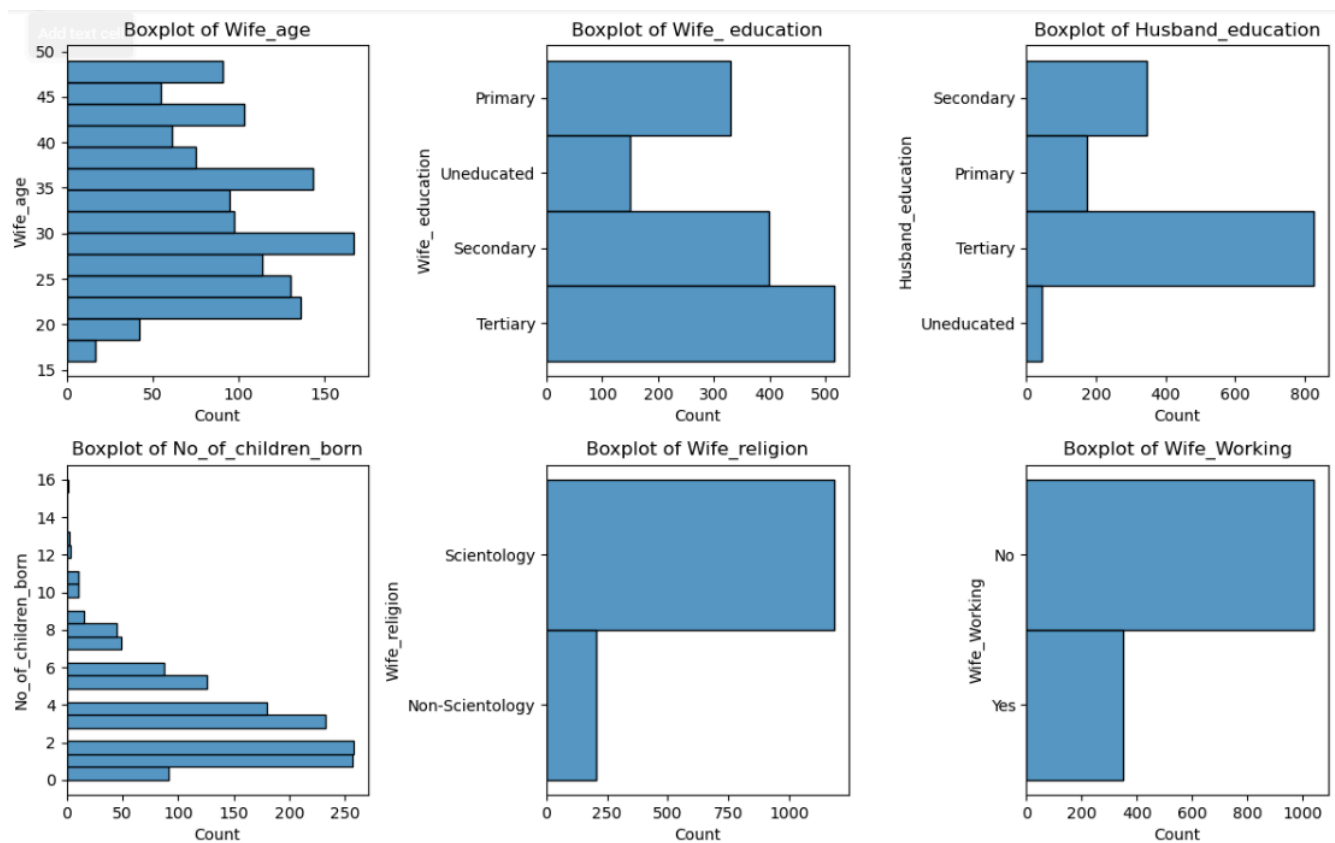 Add text cell
Boxplot of Wife_age
50
45
40
35
30
25
20
15
Wife_age
0 50 100 150
Count
Boxplot of Wife_ education
Primary
Uneducated
Secondary
Tertiary
Wife_ education
0 100 200 300 400 500
Count
Boxplot of Husband_education
Secondary
Primary
Tertiary
Uneducated
Husband_education
0 200 400 600 800
Count
Boxplot of No_of_children_born
16
14
12
10
8
6
4
2
0
No_of_children_born
0 50 100 150 200 250
Count
Boxplot of Wife_religion
Scientology
Non-Scientology
Wife_religion
0 250 500 750 1000
Count
Boxplot of Wife_Working
No
Yes
Wife_Working
0 200 400 600 800 1000
Count